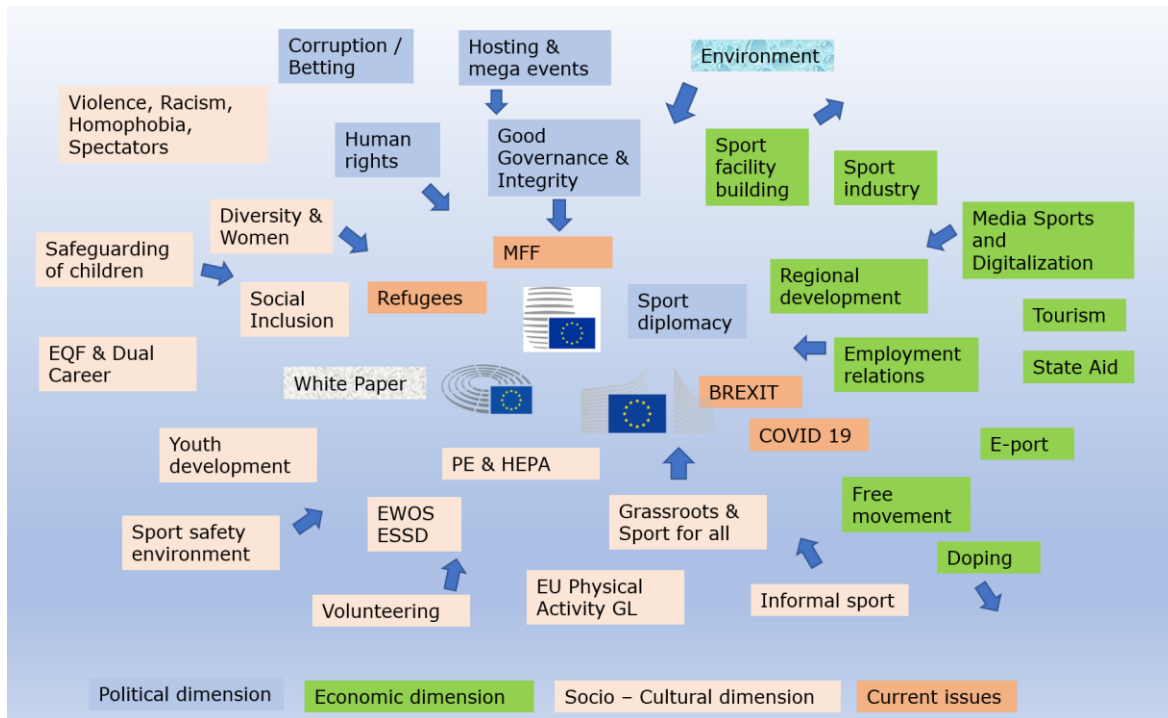 Corruption /
Betting
Hosting &
mega events
Environment
Violence, Racism,
Homophobia,
Spectators
Human
rights
Good
Governance &
Integrity
Sport
facility
building
Sport
industry
Diversity &
Women
Safeguarding
of children
MFF
Media Sports
and
Digitalization
Regional
development
Social
Inclusion
Refugees
Sport
diplomacy
Tourism
EQF & Dual
Career
White Paper
Employment
relations
State Aid
BREXIT
COVID 19
Youth
development
PE & HEPA
E-port
EWOS
ESSD
Grassroots &
Sport for all
Free
movement
Sport safety
environment
Doping
Volunteering
EU Physical
Activity GL
Informal sport
Political dimension
Economic dimension
Socio – Cultural dimension
Current issues